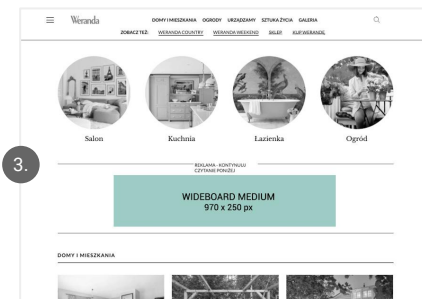 Weranda
DOMY I MIESZKANIA OGRODY URZĄDZAMY SZTUKA ŻYCIA GALERIA
ZOBACZ TEŻ: WERANDA COUNTRY WERANDA WEEKEND SKLEP KUP WERANDĘ
Salon Kuchnia Łazienka Ogród
3.
REKLAMA - KONTYNUUJ
CZYTANIE PONIŻEJ
WIDEBOARD MEDIUM
970 x 250 px
DOMY I MIESZKANIA